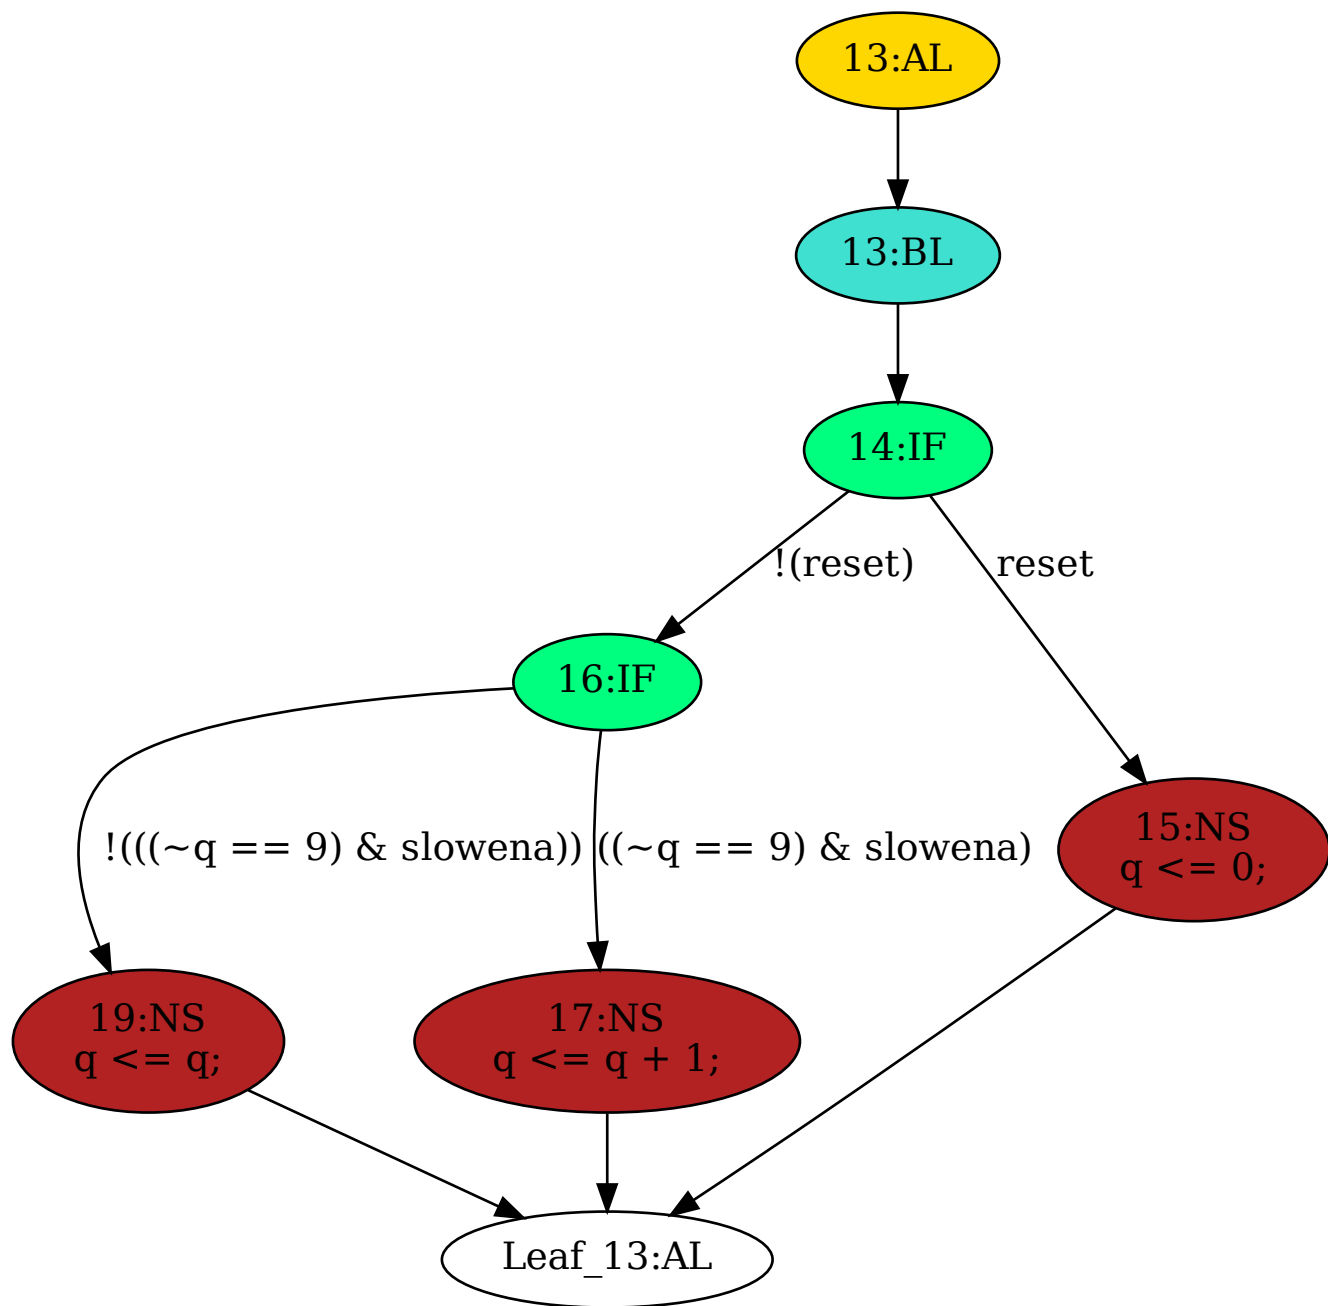 13:AL
13:BL
14:IF
!(reset)
reset
16:IF
!(((~q == 9) & slowena))
((~q == 9) & slowena)
15:NS
q <= 0;
19:NS
q <= q;
17:NS
q <= q + 1;
Leaf_13:AL